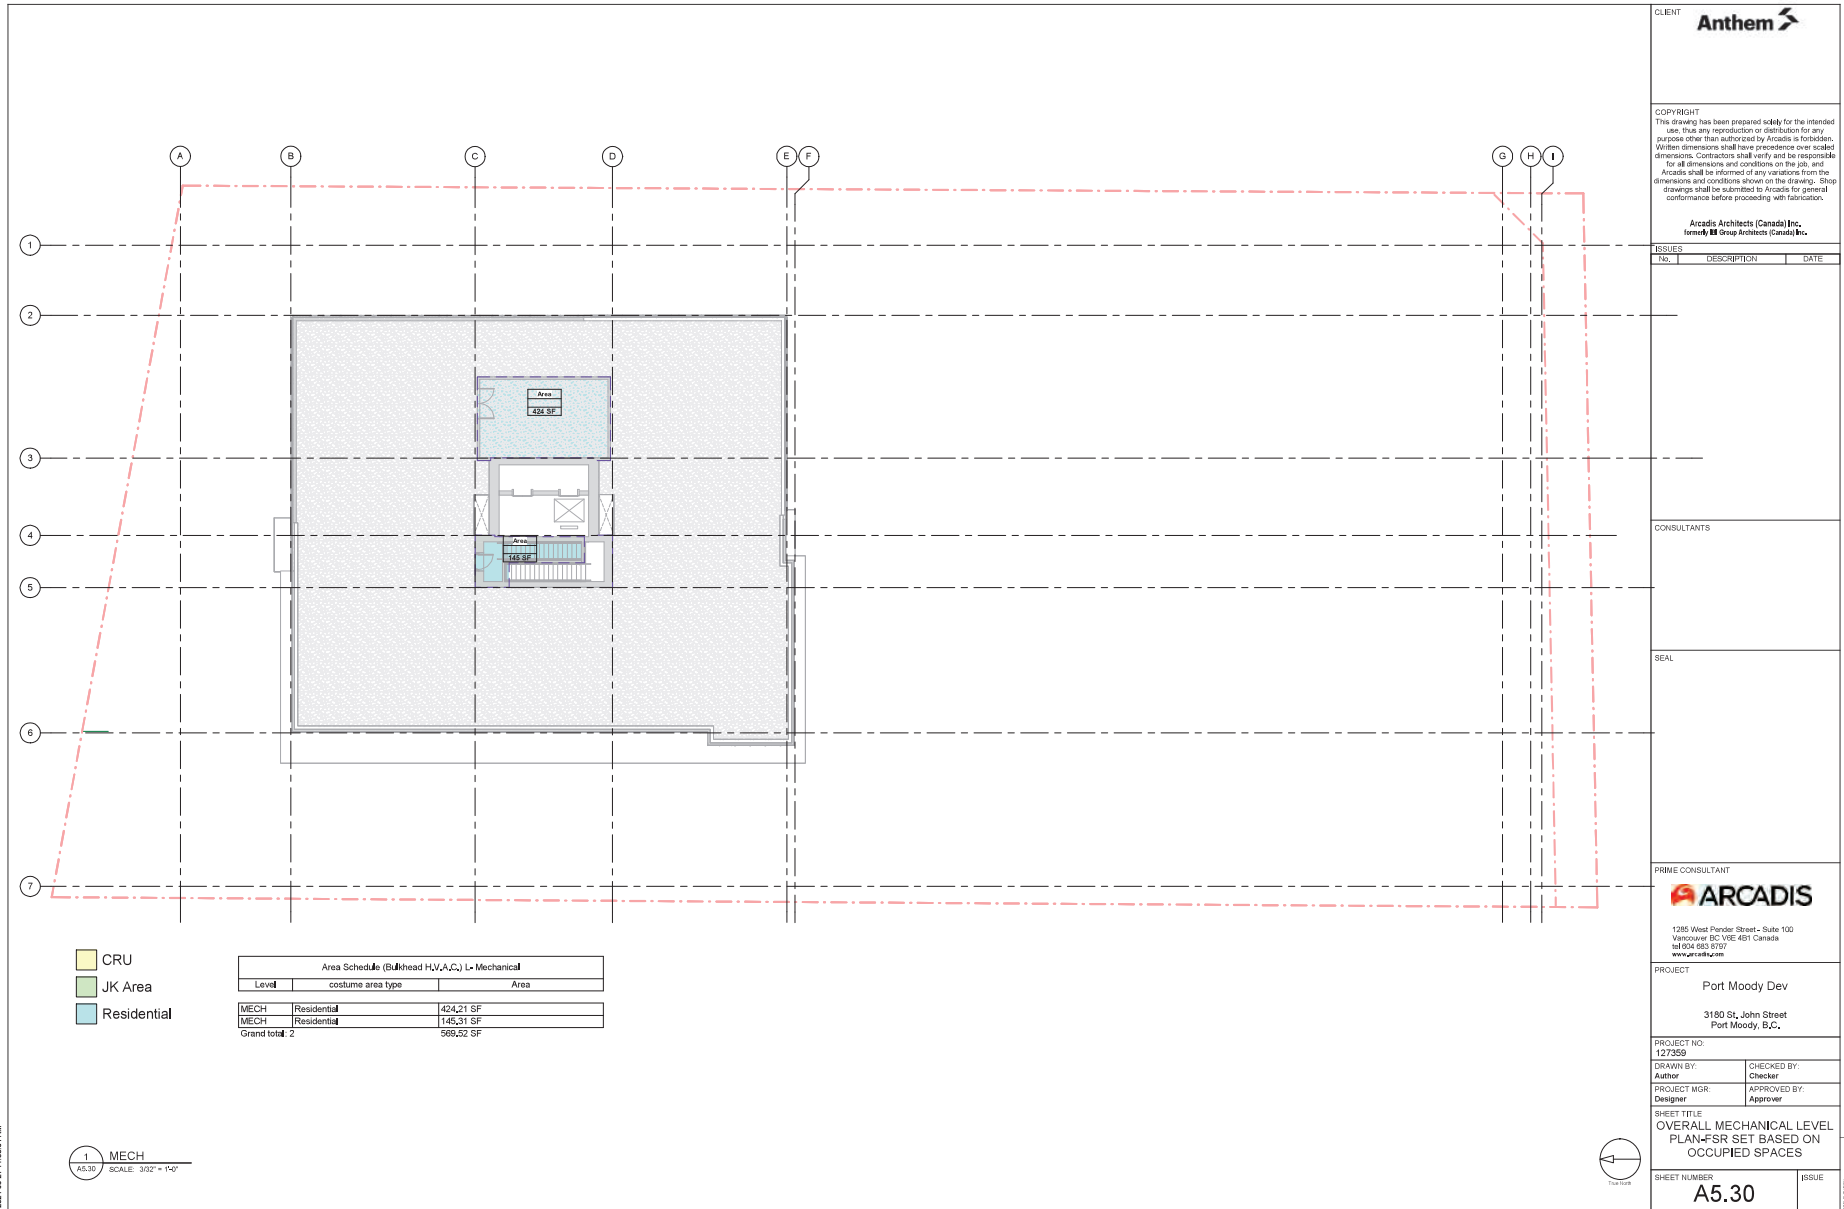 CLIENT
Anthem
COPYRIGHT
This drawing has been prepared solely for the intended
use, thus any reproduction or distribution for any
purpose other than authorized by Arcadis is forbidden.
Written dimensions shall have precedence over scaled
dimensions. Contractors shall verify and be responsible
for all dimensions and conditions on the job, and
Arcadis shall be informed of any variations from the
dimensions and conditions shown on the drawing. Shop
drawings shall be submitted to Arcadis for general
conformance before proceeding with fabrication.
Arcadis Architects (Canada) Inc.
formerly IBI Group Architects (Canada) Inc.
ISSUES
No. DESCRIPTION DATE
A B C D E F G H I
1
2
3
4
5
6
7
Area
424 SF
Area
145 SF
CONSULTANTS
SEAL
PRIME CONSULTANT
ARCADIS
1285 West Pender Street - Suite 100
Vancouver BC V6E 4B1 Canada
tel 604 683 8797
www.arcadis.com
PROJECT
Port Moody Dev
3180 St. John Street
Port Moody, B.C.
PROJECT NO:
127359
DRAWN BY: CHECKED BY:
Author Checker
PROJECT MGR: APPROVED BY:
Designer Approver
SHEET TITLE
OVERALL MECHANICAL LEVEL
PLAN-FSR SET BASED ON
OCCUPIED SPACES
SHEET NUMBER ISSUE
A5.30
CRU
JK Area
Residential
Area Schedule (Bulkhead H.V.A.C.) L- Mechanical
Level costume area type Area
MECH Residential 424.21 SF
MECH Residential 145.31 SF
Grand total: 2 569.52 SF
1 MECH
A5.30 SCALE: 3/32" = 1'-0"
True North